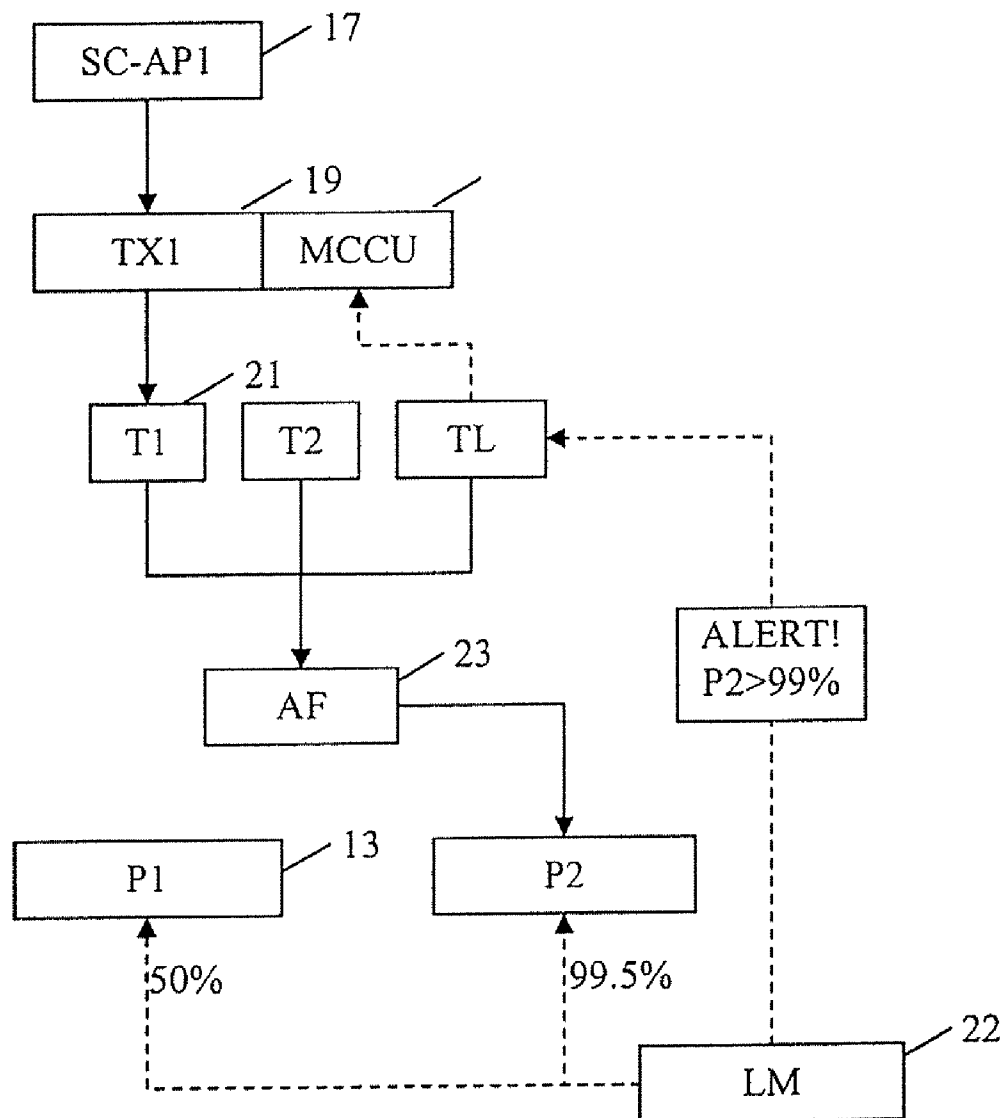 17
SC-AP1
19
TX1
MCCU
21
T1
T2
TL
ALERT!
P2>99%
23
AF
13
P1
P2
50%
99.5%
22
LM